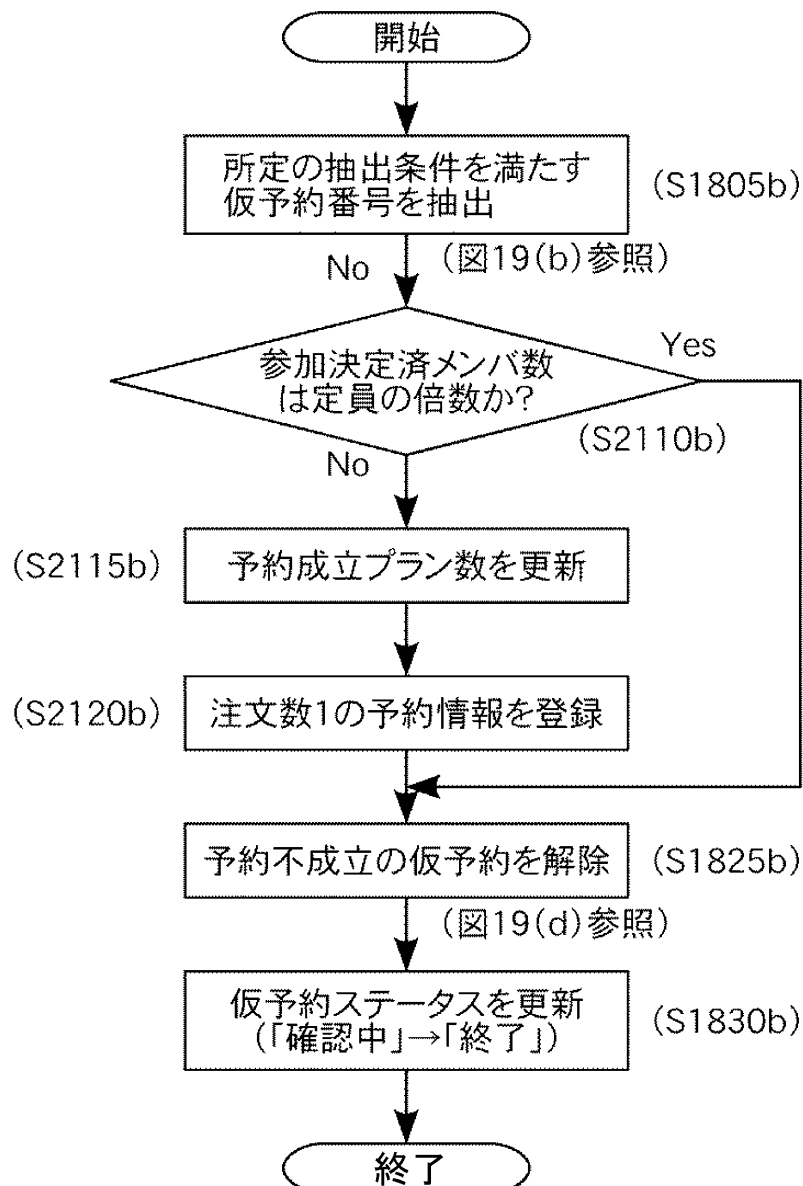 開始
所定の抽出条件を満たす
仮予約番号を抽出
(S1805b)
No
(図19(b)参照)
参加決定済メンバ数
は定員の倍数か?
Yes
(S2110b)
No
(S2115b)
予約成立プラン数を更新
(S2120b)
注文数1の予約情報を登録
予約不成立の仮予約を解除
(S1825b)
(図19(d)参照)
仮予約ステータスを更新
(「確認中」→「終了」)
(S1830b)
終了